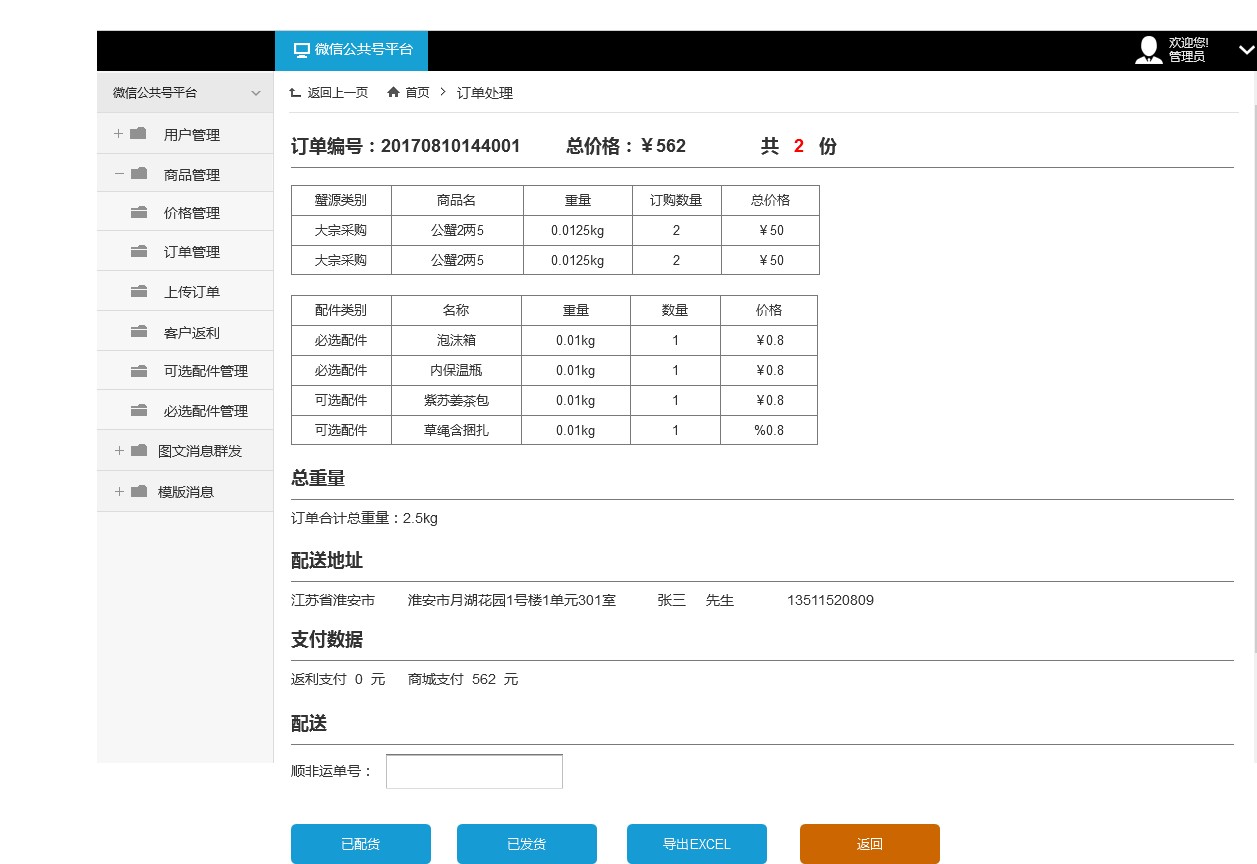 微信公共号平台
欢迎您!
管理员
微信公共号平台
返回上一页 首页 > 订单处理
用户管理
商品管理
价格管理
订单管理
上传订单
客户返利
可选配件管理
必选配件管理
图文消息群发
模版消息
订单编号：20170810144001 总价格：￥562 共 2 份
蟹源类别 商品名 重量 订购数量 总价格
大宗采购 公蟹2两5 0.0125kg 2 ￥50
大宗采购 公蟹2两5 0.0125kg 2 ￥50
配件类别 名称 重量 数量 价格
必选配件 泡沫箱 0.01kg 1 ￥0.8
必选配件 内保温瓶 0.01kg 1 ￥0.8
可选配件 紫苏姜茶包 0.01kg 1 ￥0.8
可选配件 草绳含捆扎 0.01kg 1 %0.8
总重量
订单合计总重量：2.5kg
配送地址
江苏省淮安市 淮安市月湖花园1号楼1单元301室 张三 先生 13511520809
支付数据
返利支付 0 元 商城支付 562 元
配送
顺非运单号：
已配货 已发货 导出EXCEL 返回